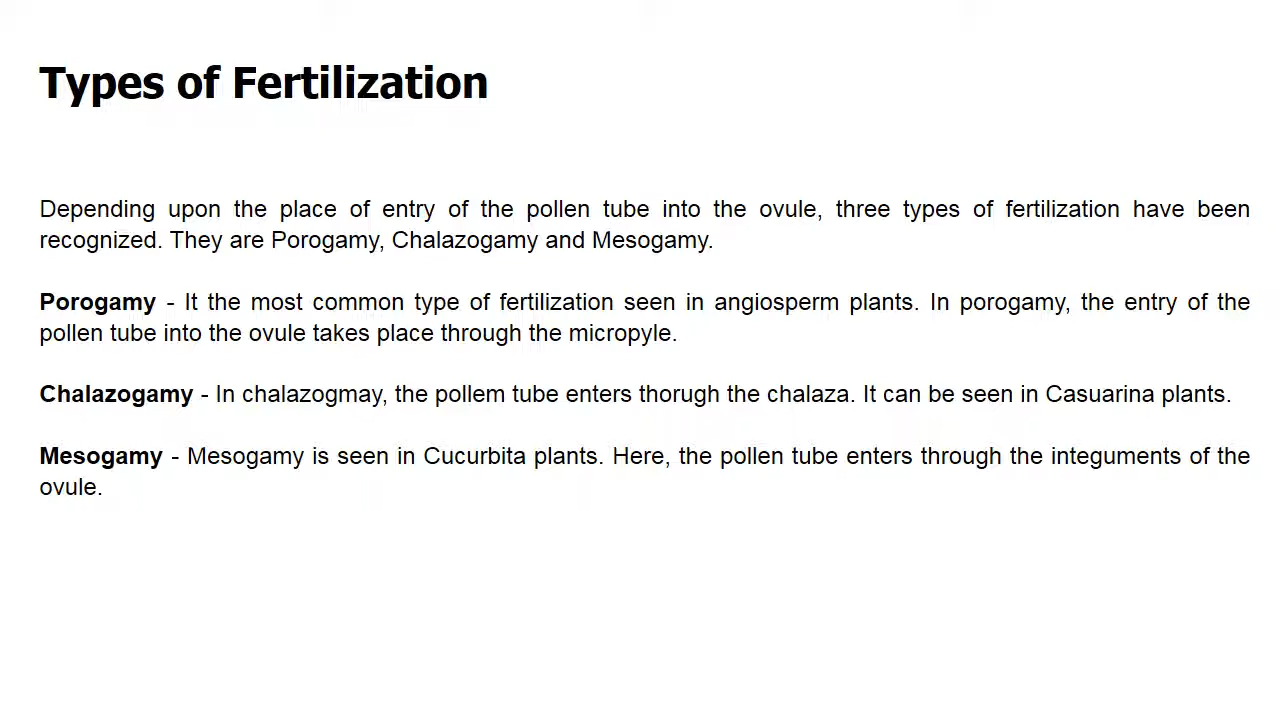 Types of Fertilization
Depending upon the place of entry of the pollen tube into the ovule, three types of fertilization have been
recognized. They are Porogamy, Chalazogamy and Mesogamy.
Porogamy - It the most common type of fertilization seen in angiosperm plants. In porogamy, the entry of the
pollen tube into the ovule takes place through the micropyle.
Chalazogamy - In chalazogmay, the pollem tube enters thorugh the chalaza. It can be seen in Casuarina plants.
Mesogamy - Mesogamy is seen in Cucurbita plants. Here, the pollen tube enters through the integuments of the
ovule.